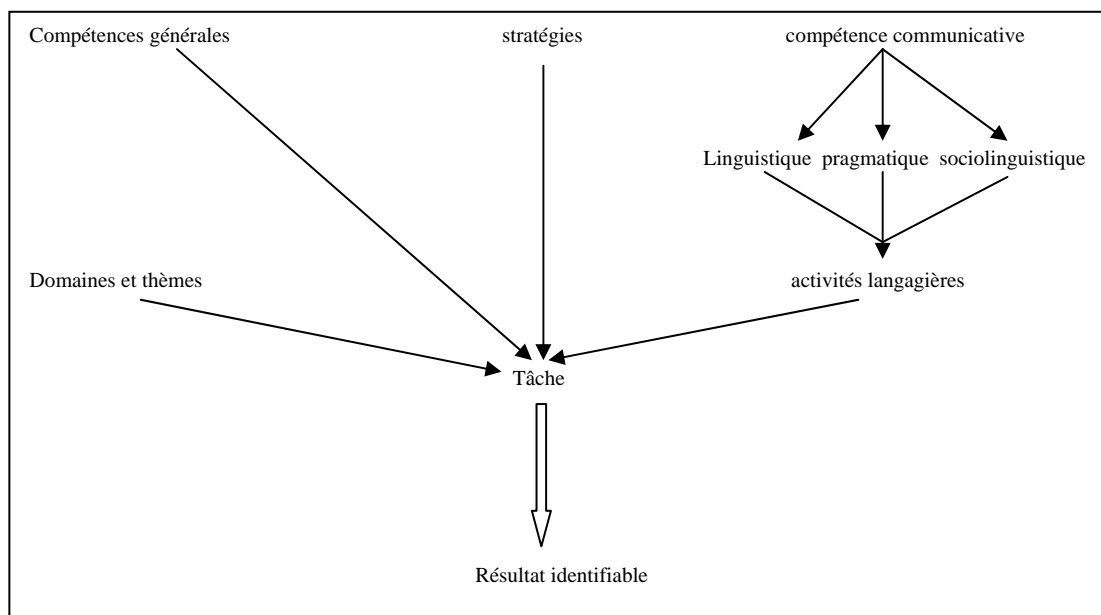 Compétences générales stratégies compétence communicative
Linguistique pragmatique sociolinguistique
Domaines et thèmes activités langagières
Tâche
Résultat identifiable